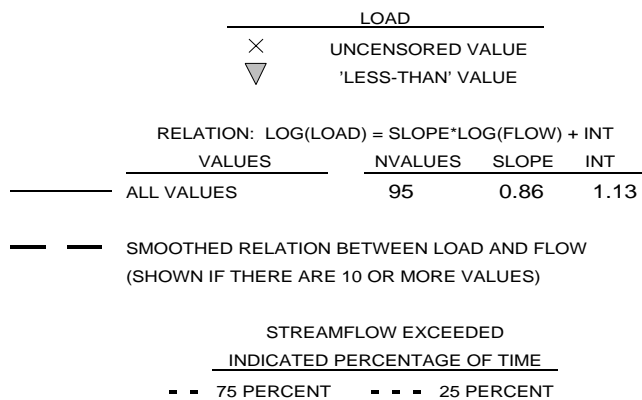 LOAD
UNCENSORED VALUE
'LESS-THAN' VALUE
RELATION: LOG(LOAD) = SLOPE*LOG(FLOW) + INT
VALUES NVALUES SLOPE INT
ALL VALUES 95 0.86 1.13
SMOOTHED RELATION BETWEEN LOAD AND FLOW
(SHOWN IF THERE ARE 10 OR MORE VALUES)
STREAMFLOW EXCEEDED
INDICATED PERCENTAGE OF TIME
75 PERCENT 25 PERCENT